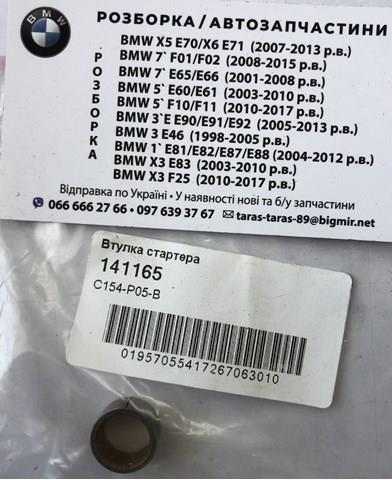 BMW
РОЗБОРКА / АВТОЗАПЧАСТИНИ
РОЗБОРКА
BMW X5 E70/X6 E71 (2007-2013 р.в.)
BMW 7` F01/F02 (2008-2015 р.в.)
BMW 7` E65/E66 (2001-2008 р.в.)
BMW 5` E60/E61 (2003-2010 р.в.)
BMW 5` F10/F11 (2010-2017 р.в.)
BMW 3`E E90/E91/E92 (2005-2013 р.в.)
BMW 3 E46 (1998-2005 р.в.)
BMW 1` E81/E82/E87/E88 (2004-2012 р.в.)
BMW X3 E83 (2003-2010 р.в.)
BMW X3 F25 (2010-2017 р.в.)
Відправка по Україні • У наявності нові та б/у запчастини
066 666 27 66 • 097 639 37 67 taras-taras-89@bigmir.net
Втулка стартера
141165
C154-P05-B
01957055417267063010